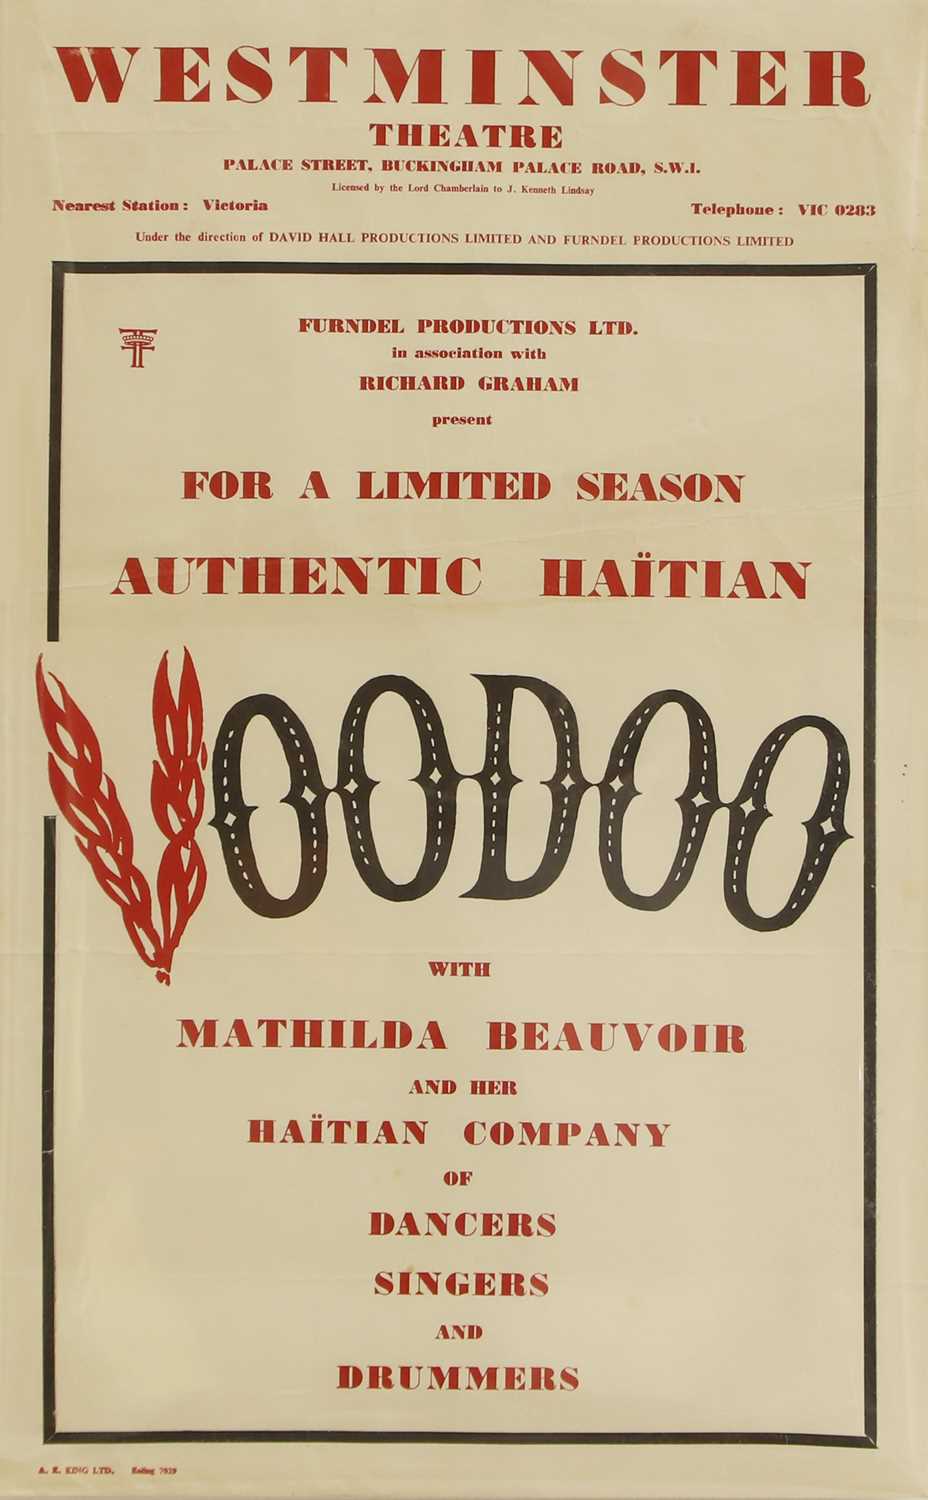 WESTMINSTER
THEATRE
PALACE STREET, BUCKINGHAM PALACE ROAD, S.W.1.
Licensed by the Lord Chamberlain to J. Kenneth Lindsay
Nearest Station: Victoria
Telephone: VIC 0283
Under the direction of DAVID HALL PRODUCTIONS LIMITED AND FURNDEL PRODUCTIONS LIMITED
FURNDEL PRODUCTIONS LTD.
in association with
RICHARD GRAHAM
present
FOR A LIMITED SEASON
AUTHENTIC HAÏTIAN
VOODOO
WITH
MATHILDA BEAUVOIR
AND HER
HAÏTIAN COMPANY
OF
DANCERS
SINGERS
AND
DRUMMERS
A. E. KING LTD.